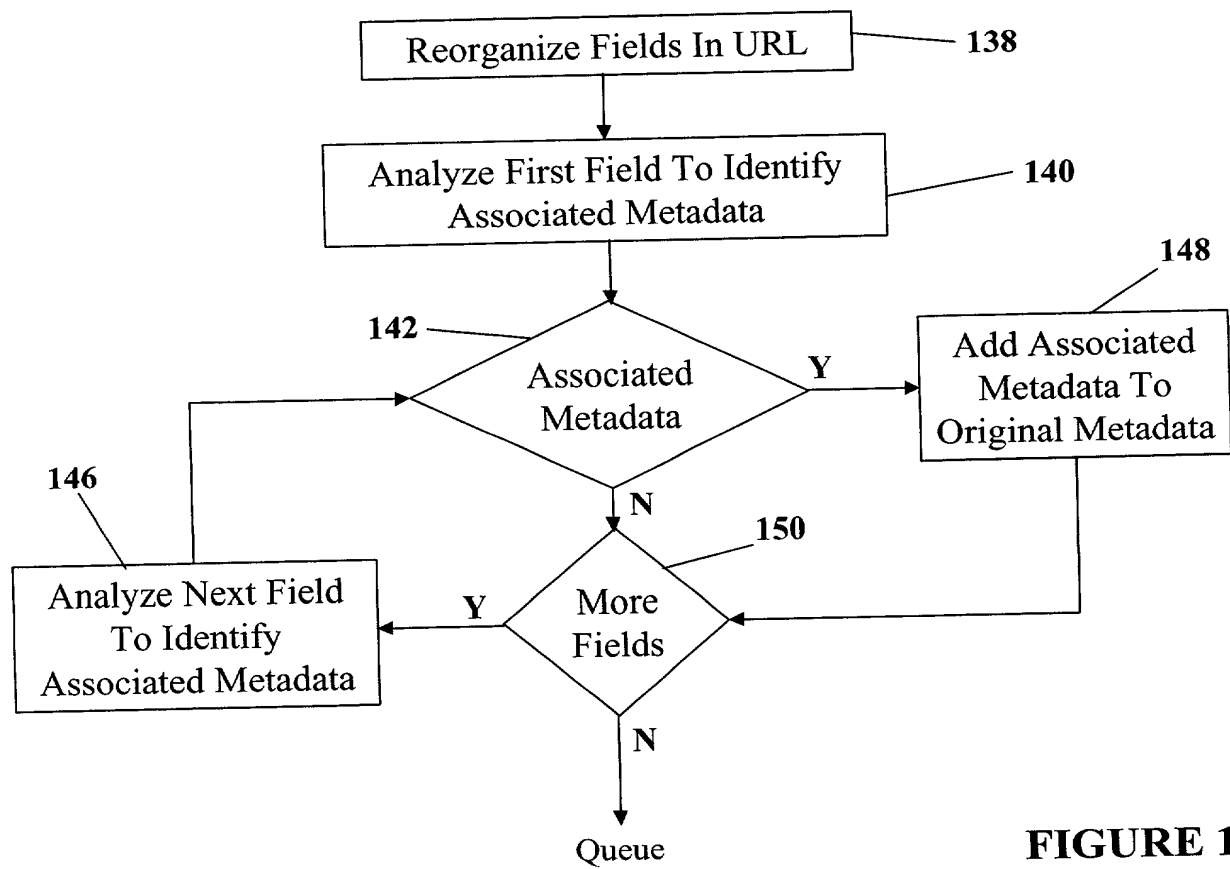 Reorganize Fields In URL
138
Analyze First Field To Identify
Associated Metadata
140
142
Associated
Metadata
Y
148
Add Associated
Metadata To
Original Metadata
N
146
150
Analyze Next Field
To Identify
Associated Metadata
Y
More
Fields
N
Queue
FIGURE 1